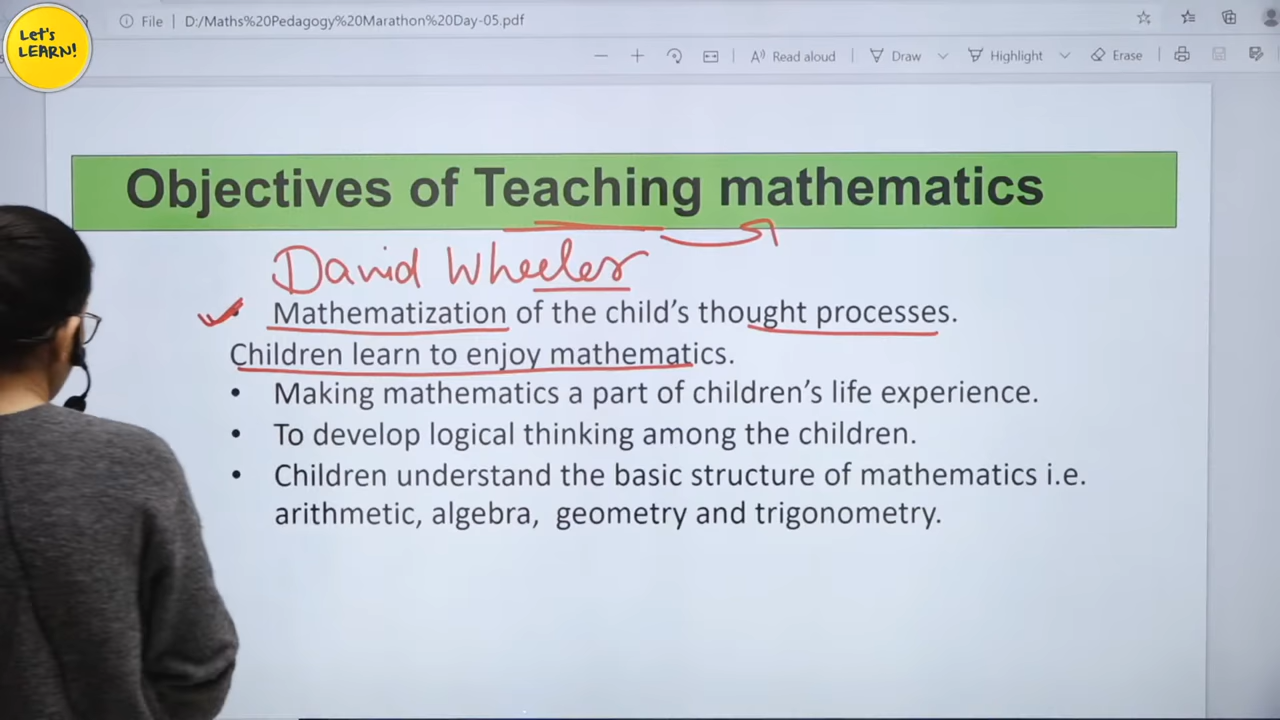 Let's
LEARN!
File D:/Maths%20Pedagogy%20Marathon%20Day-05.pdf
Read aloud Draw Highlight Erase
Objectives of Teaching mathematics
David Wheeler
Mathematization of the child's thought processes.
Children learn to enjoy mathematics.
• Making mathematics a part of children's life experience.
• To develop logical thinking among the children.
• Children understand the basic structure of mathematics i.e.
arithmetic, algebra, geometry and trigonometry.